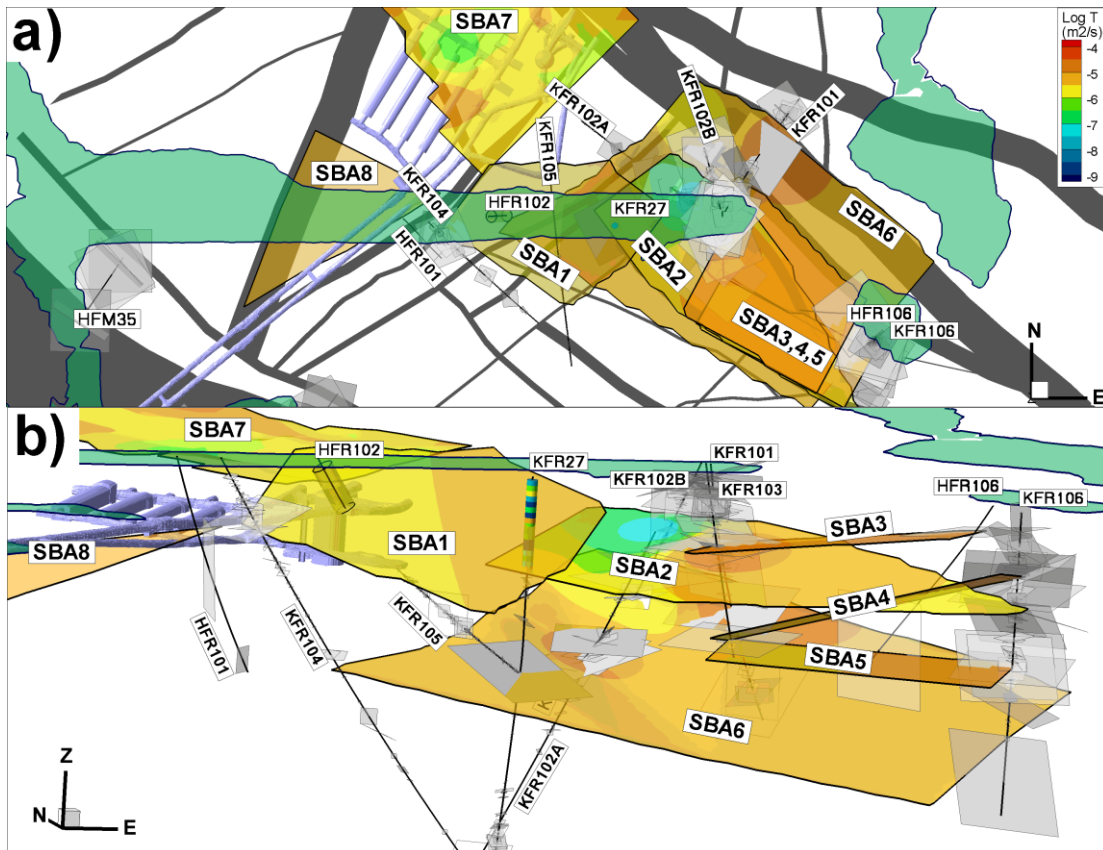 a)
SBA7
Log T
(m2/s)
-4
-5
-6
-7
-8
-9
KFR102A
KFR102B
KFR101
KFR105
SBA8
KFR104
HFR102
KFR27
SBA6
HFR101
SBA1
SBA2
HFM35
SBA3,4,5
HFR106
KFR106
N
E
b)
SBA7
HFR102
KFR27
KFR101
KFR102B
KFR103
HFR106
KFR106
SBA8
SBA1
SBA2
SBA3
SBA4
HFR101
KFR104
KFR105
SBA5
SBA6
KFR102A
Z
N
E